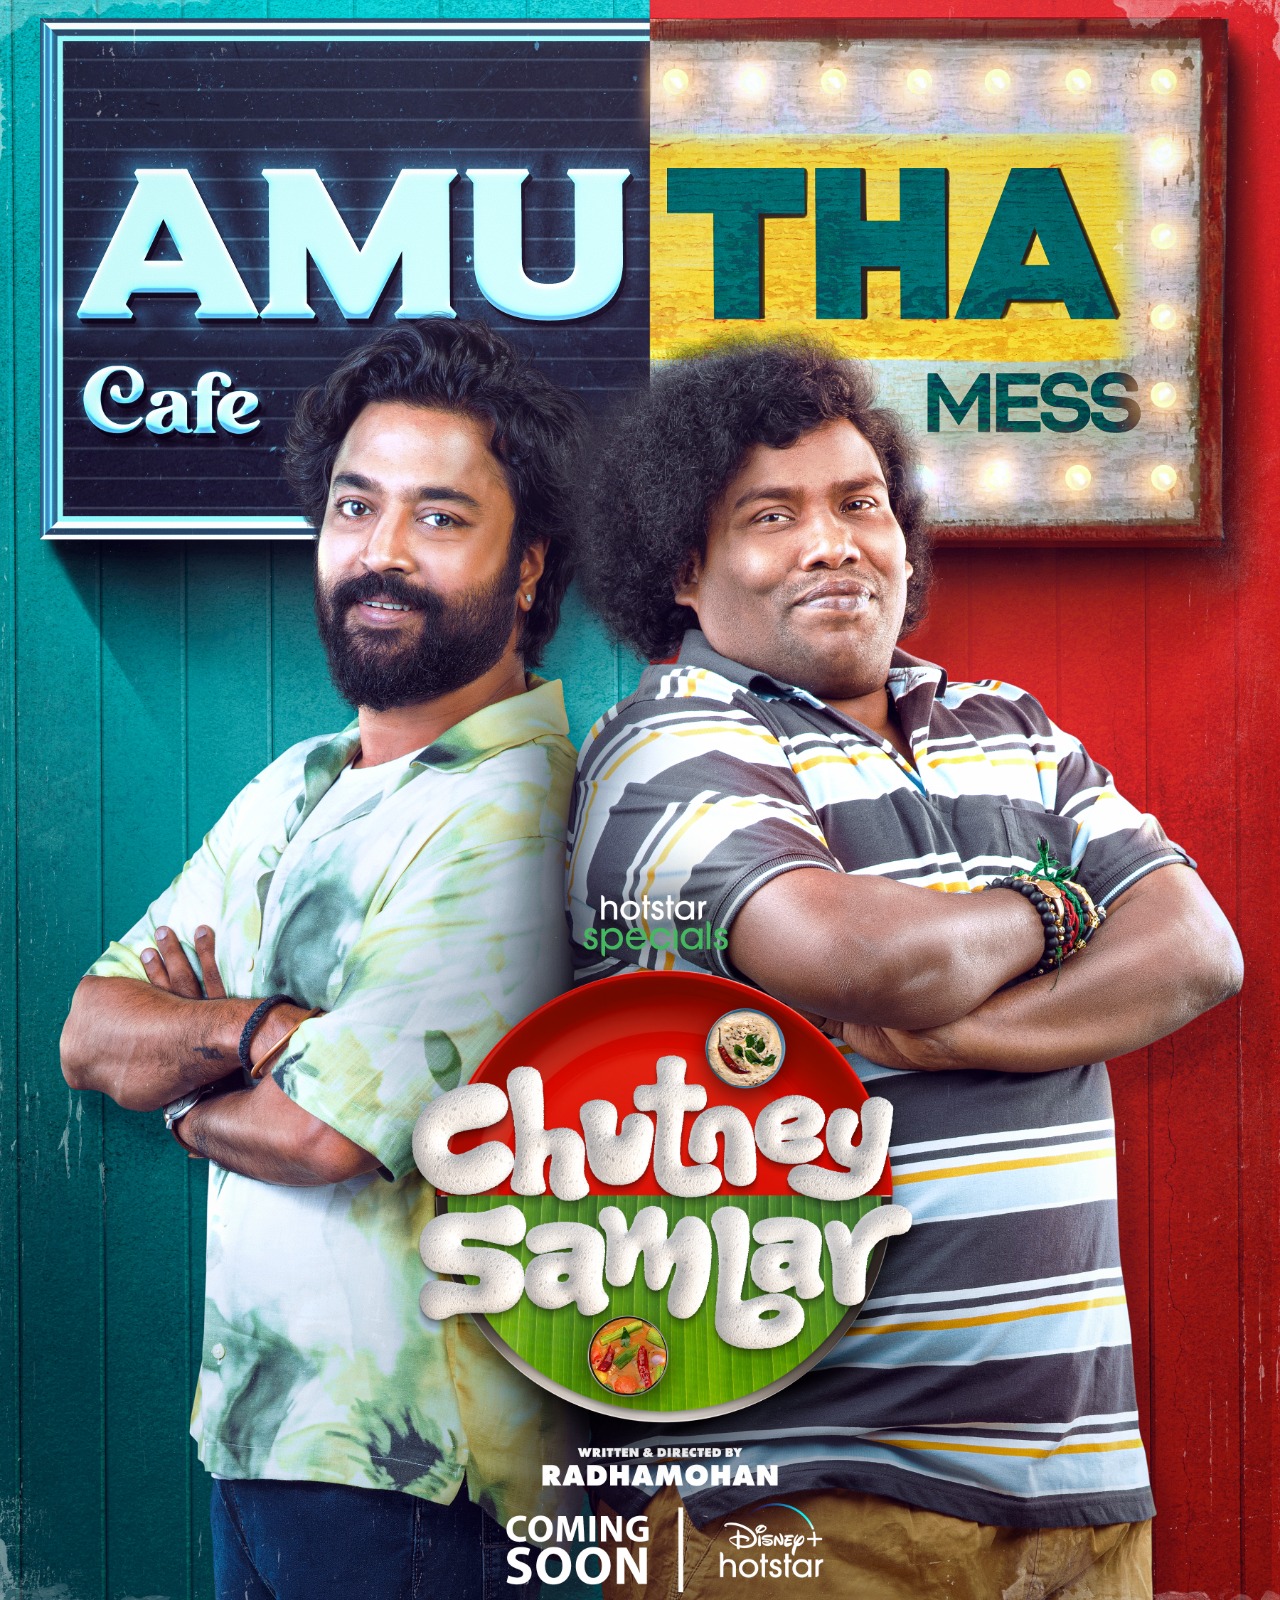 AMUTHA
Cafe
MESS
hotstar
specials
Chutney
Sambar
WRITTEN & DIRECTED BY
RADHAMOHAN
COMING
SOON
Disney+
hotstar